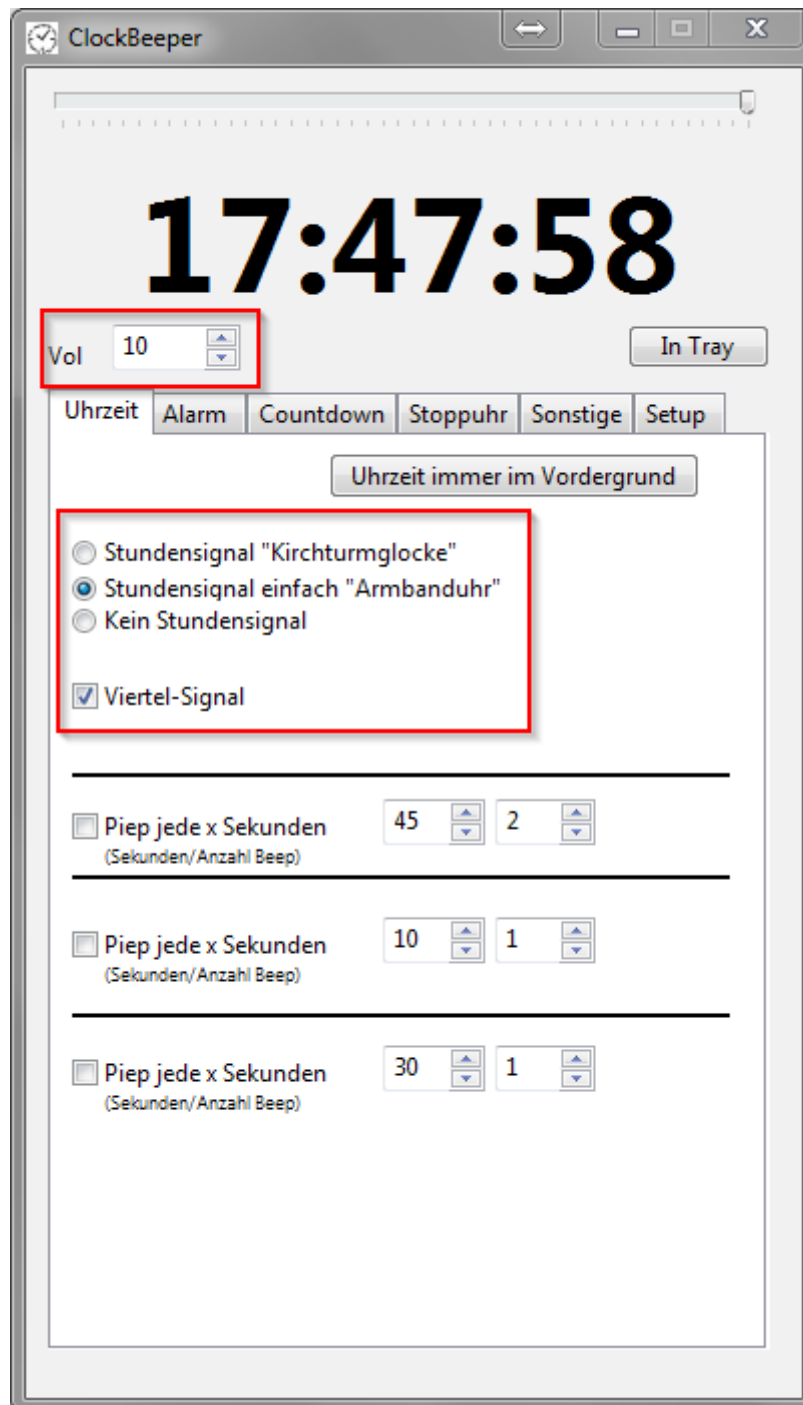 ClockBeeper
17:47:58
Vol 10 In Tray
Uhrzeit Alarm Countdown Stoppuhr Sonstige Setup
Uhrzeit immer im Vordergrund
Stundensignal "Kirchturmglocke"
Stundensignal einfach "Armbanduhr"
Kein Stundensignal
Viertel-Signal
Piep jede x Sekunden 45 2
(Sekunden/Anzahl Beep)
Piep jede x Sekunden 10 1
(Sekunden/Anzahl Beep)
Piep jede x Sekunden 30 1
(Sekunden/Anzahl Beep)